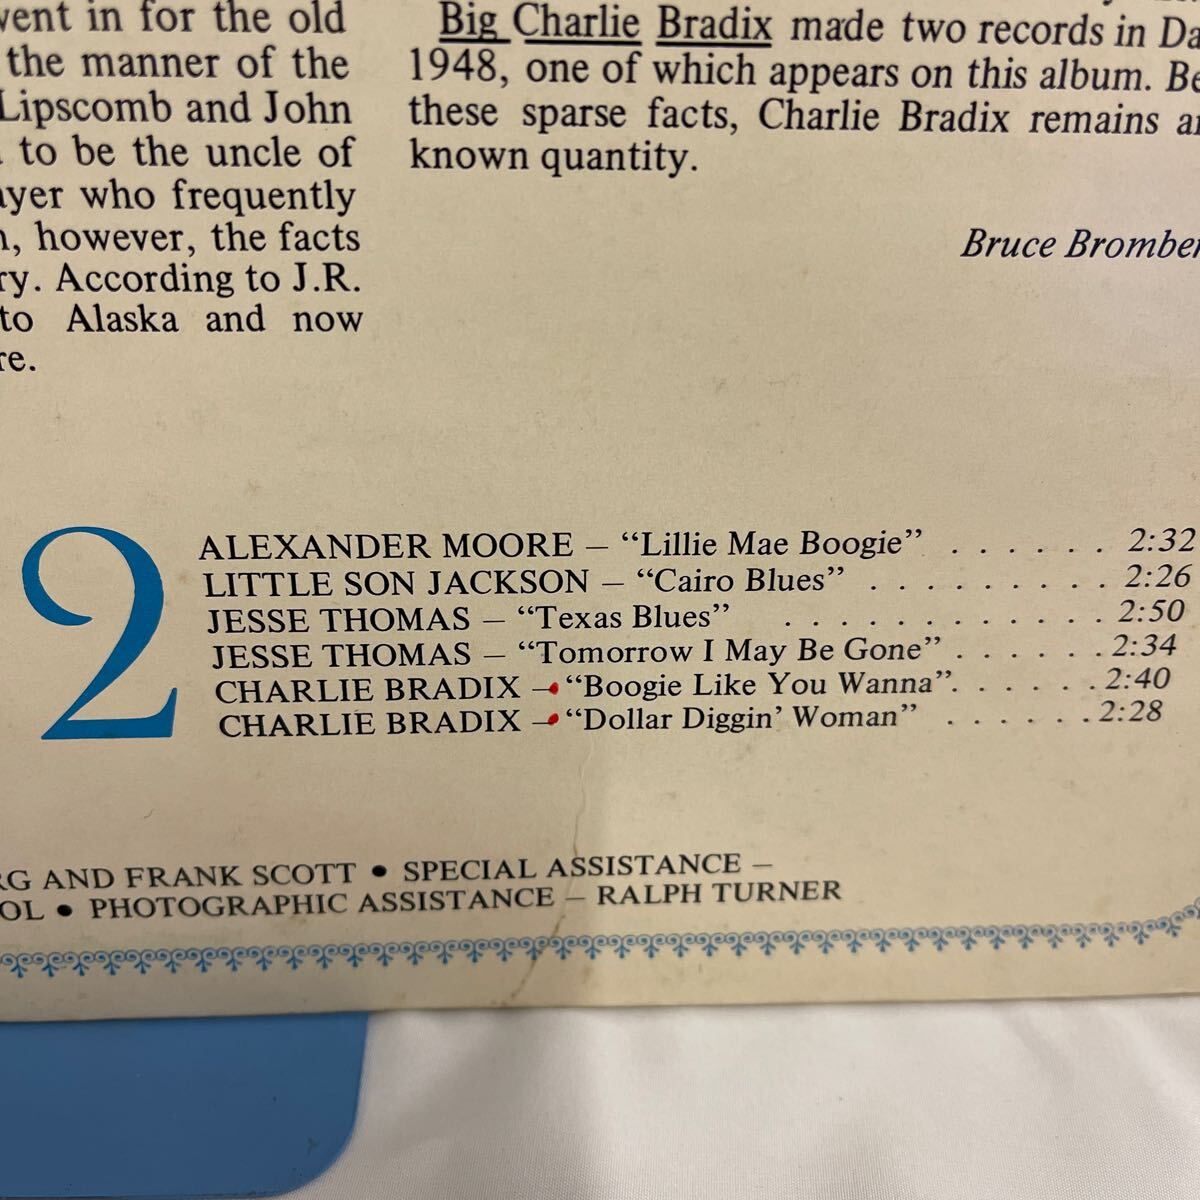 went in for the old
the manner of the
Lipscomb and John
to be the uncle of
ayer who frequently
however, the facts
ry. According to J.R.
to Alaska and now
re.
Big Charlie Bradix made two records in Da
1948, one of which appears on this album. Be
these sparse facts, Charlie Bradix remains an
known quantity.
Bruce Bromber
2
ALEXANDER MOORE – “Lillie Mae Boogie” . . . . . . 2:32
LITTLE SON JACKSON – “Cairo Blues” . . . . . . . . . 2:26
JESSE THOMAS – “Texas Blues” . . . . . . . . . . . . . 2:50
JESSE THOMAS – “Tomorrow I May Be Gone” . . . . . . 2:34
CHARLIE BRADIX – “Boogie Like You Wanna”. . . . . . 2:40
CHARLIE BRADIX – “Dollar Diggin’ Woman” . . . . . . 2:28
RG AND FRANK SCOTT • SPECIAL ASSISTANCE –
OL • PHOTOGRAPHIC ASSISTANCE – RALPH TURNER